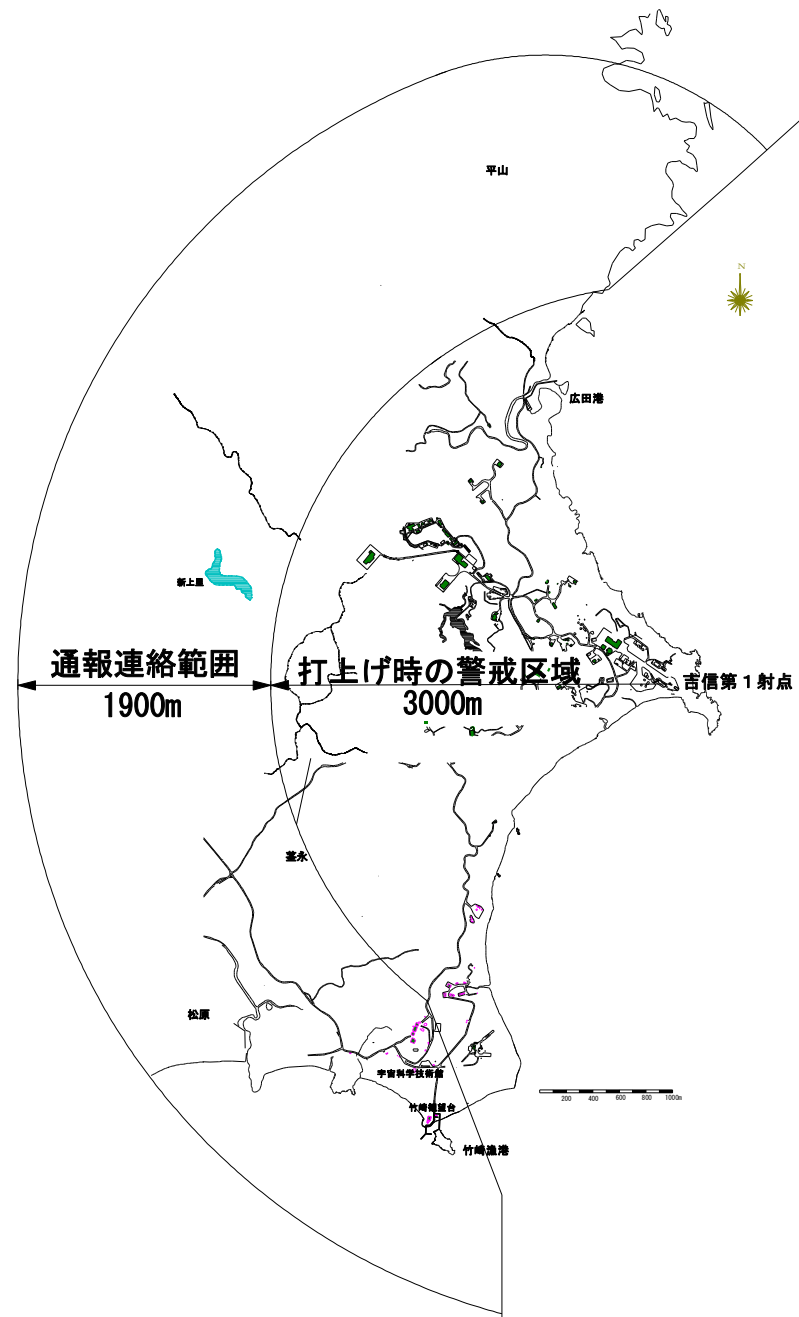 平山
N
広田港
新上里
通報連絡範囲
1900m
打上げ時の警戒区域
3000m
吉信第1射点
茎永
松原
宇宙科学技術館
竹崎展望台
竹崎漁港
200 400 600 800 1000m